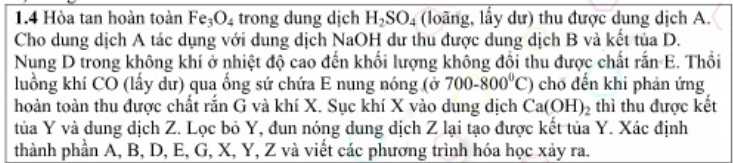 1.4 Hòa tan hoàn toàn Fe₃O₄ trong dung dịch H₂SO₄ (loãng, lấy dư) thu được dung dịch A.
Cho dung dịch A tác dụng với dung dịch NaOH dư thu được dung dịch B và kết tủa D.
Nung D trong không khí ở nhiệt độ cao đến khối lượng không đổi thu được chất rắn E. Thổi
luồng khí CO (lấy dư) qua ống sứ chứa E nung nóng (ở 700-800⁰C) cho đến khi phản ứng
hoàn toàn thu được chất rắn G và khí X. Sục khí X vào dung dịch Ca(OH)₂ thì thu được kết
tủa Y và dung dịch Z. Lọc bỏ Y, đun nóng dung dịch Z lại tạo được kết tủa Y. Xác định
thành phần A, B, D, E, G, X, Y, Z và viết các phương trình hóa học xảy ra.